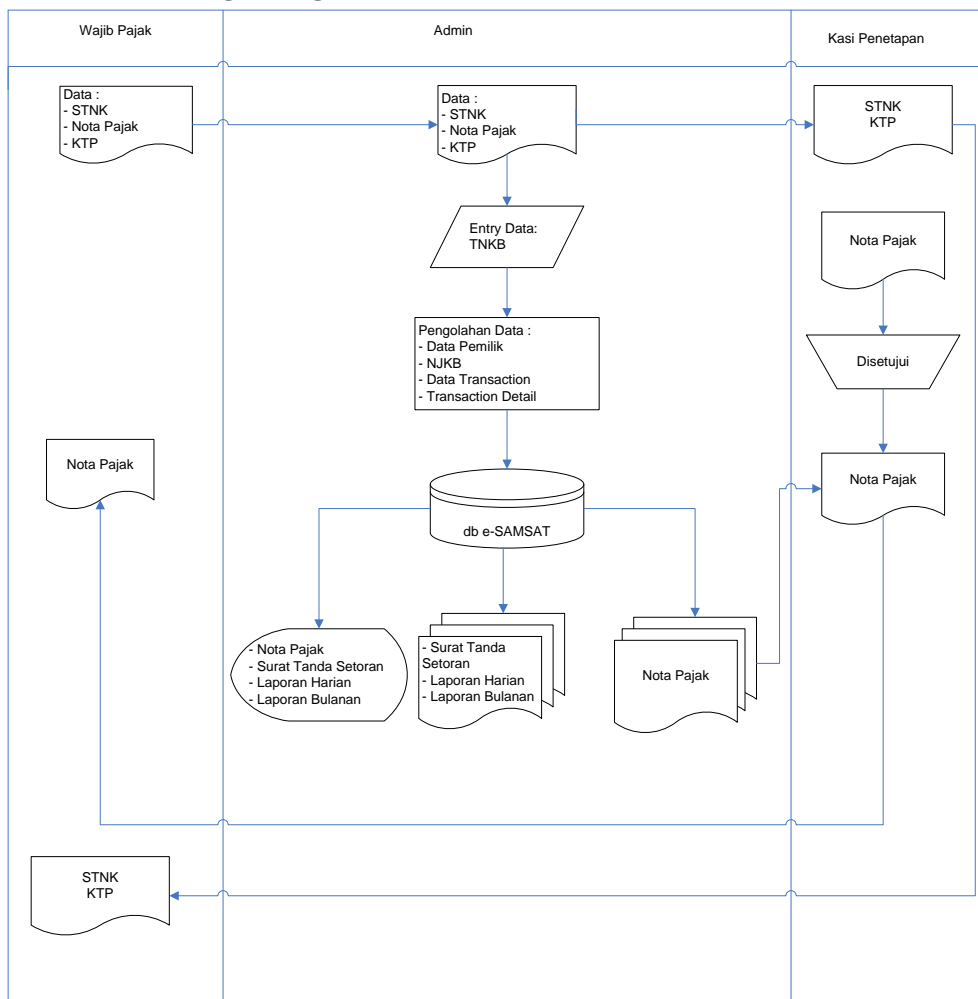 Wajib Pajak
Admin
Kasi Penetapan
Data :
- STNK
- Nota Pajak
- KTP
Data :
- STNK
- Nota Pajak
- KTP
STNK
KTP
Entry Data:
TNKB
Nota Pajak
Pengolahan Data :
- Data Pemilik
- NJKB
- Data Transaction
- Transaction Detail
Disetujui
Nota Pajak
Nota Pajak
db e-SAMSAT
- Nota Pajak
- Surat Tanda Setoran
- Laporan Harian
- Laporan Bulanan
- Surat Tanda
Setoran
- Laporan Harian
- Laporan Bulanan
Nota Pajak
STNK
KTP